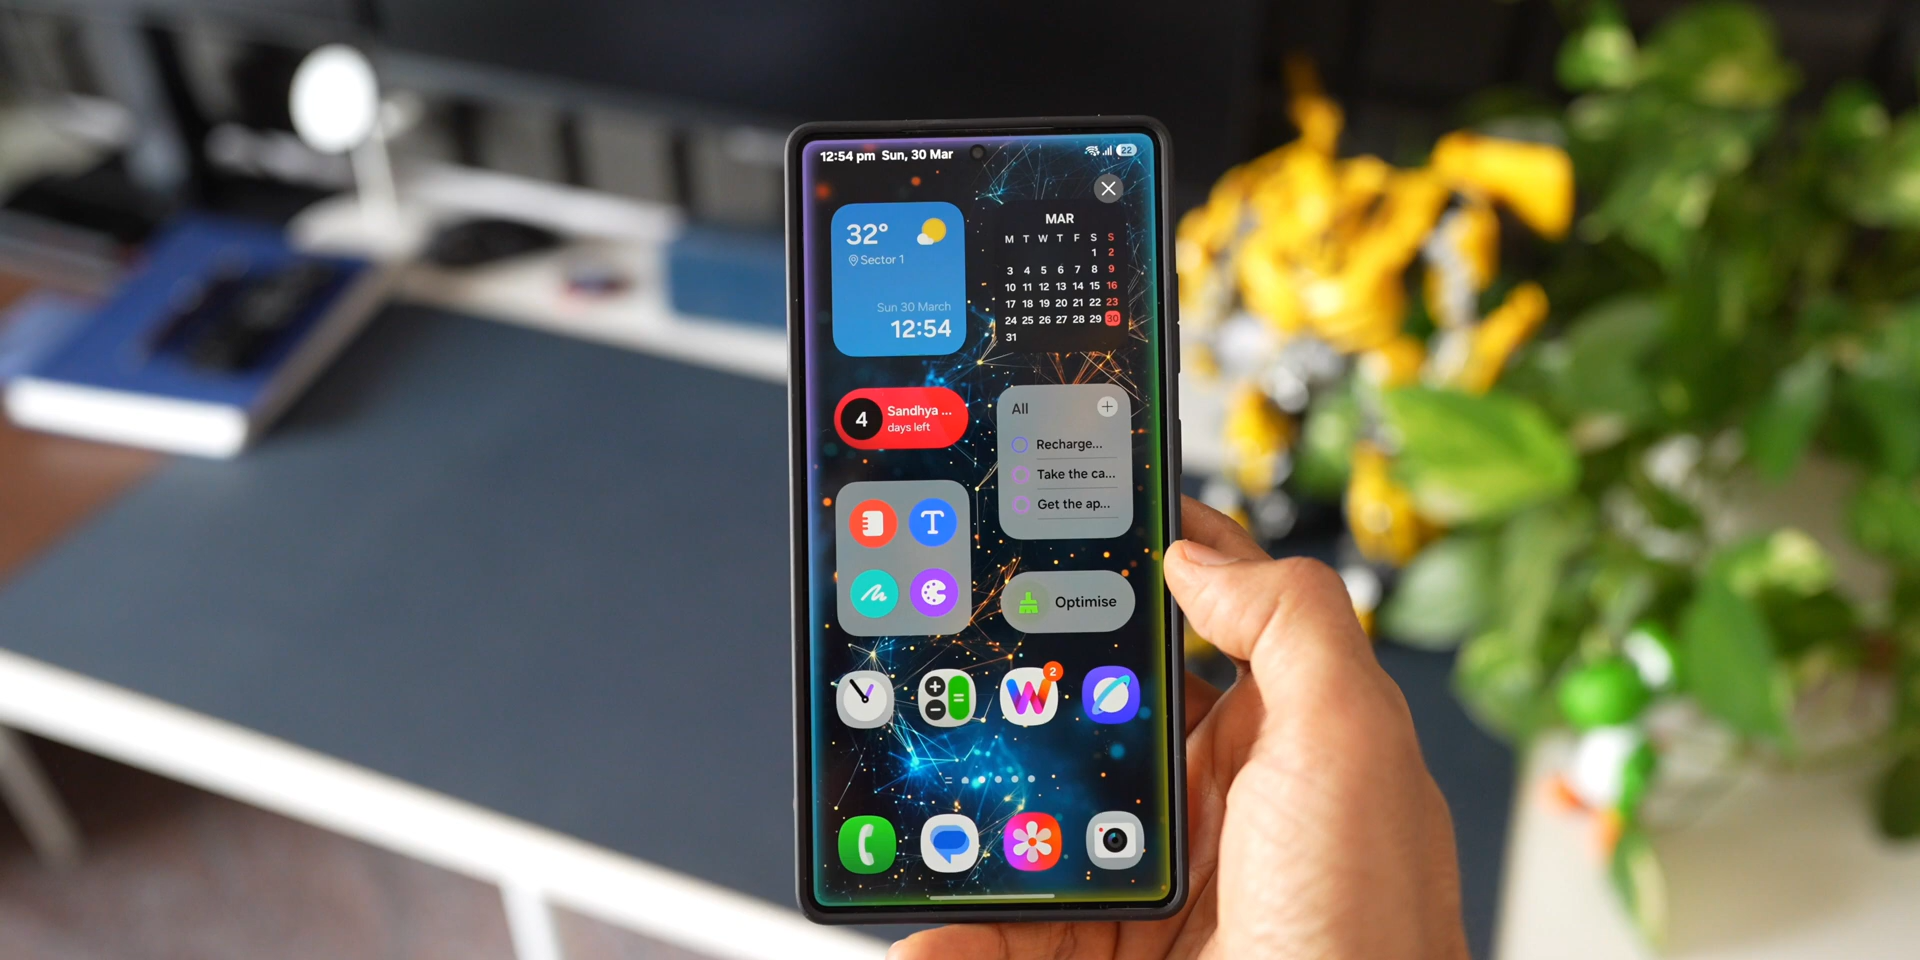 12:54 pm Sun, 30 Mar
22
32°
Sector 1
Sun 30 March
12:54
MAR
M T W T F S S
1 2
3 4 5 6 7 8 9
10 11 12 13 14 15 16
17 18 19 20 21 22 23
24 25 26 27 28 29 30
31
4
Sandhya ...
days left
All
Recharge...
Take the ca...
Get the ap...
T
Optimise
W
2